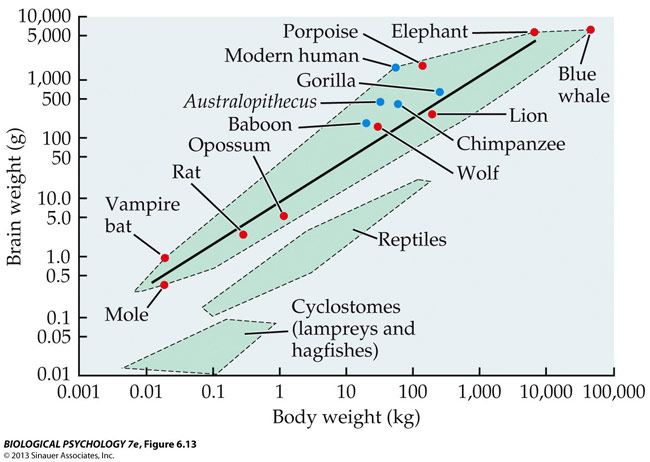 10,000
5,000
1,000
500
100
50
10.0
5.0
1.0
0.5
0.1
0.05
0.01
Brain weight (g)
Porpoise
Elephant
Modern human
Gorilla
Blue
whale
Australopithecus
Lion
Baboon
Chimpanzee
Opossum
Wolf
Rat
Vampire
bat
Reptiles
Mole
Cyclostomes
(lampreys and
hagfishes)
0.001
0.01
0.1
1
10
100
1,000
10,000
100,000
Body weight (kg)
BIOLOGICAL PSYCHOLOGY 7e, Figure 6.13
© 2013 Sinauer Associates, Inc.